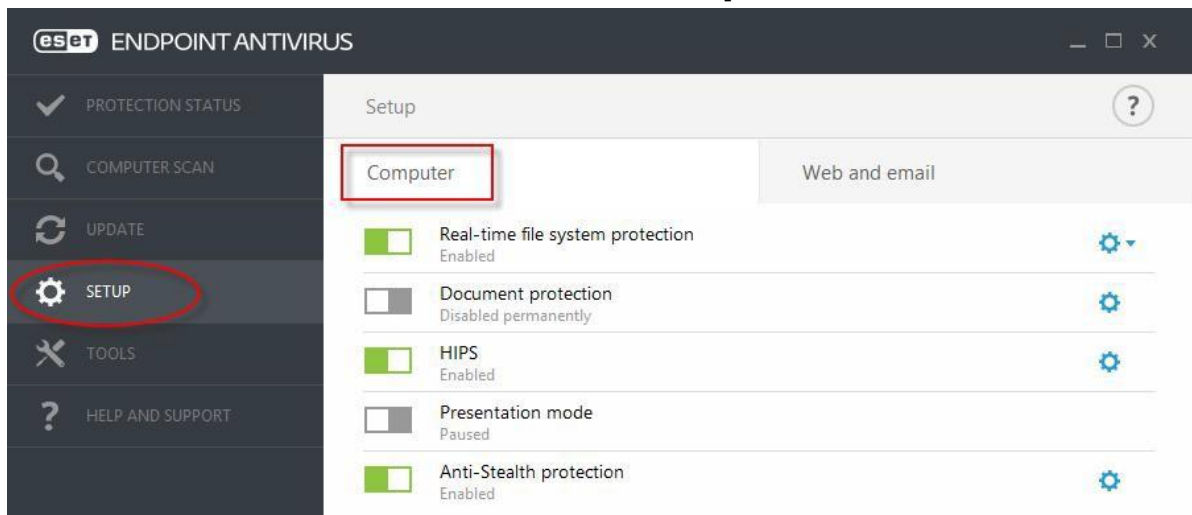 eseT ENDPOINT ANTIVIRUS
PROTECTION STATUS
COMPUTER SCAN
UPDATE
SETUP
TOOLS
HELP AND SUPPORT
Setup
Computer
Web and email
Real-time file system protection
Enabled
Document protection
Disabled permanently
HIPS
Enabled
Presentation mode
Paused
Anti-Stealth protection
Enabled